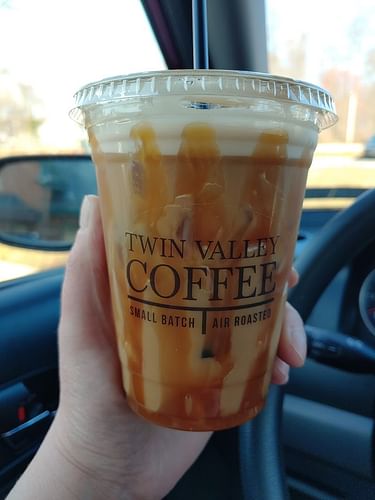 TWIN VALLEY
COFFEE
SMALL BATCH AIR ROASTED